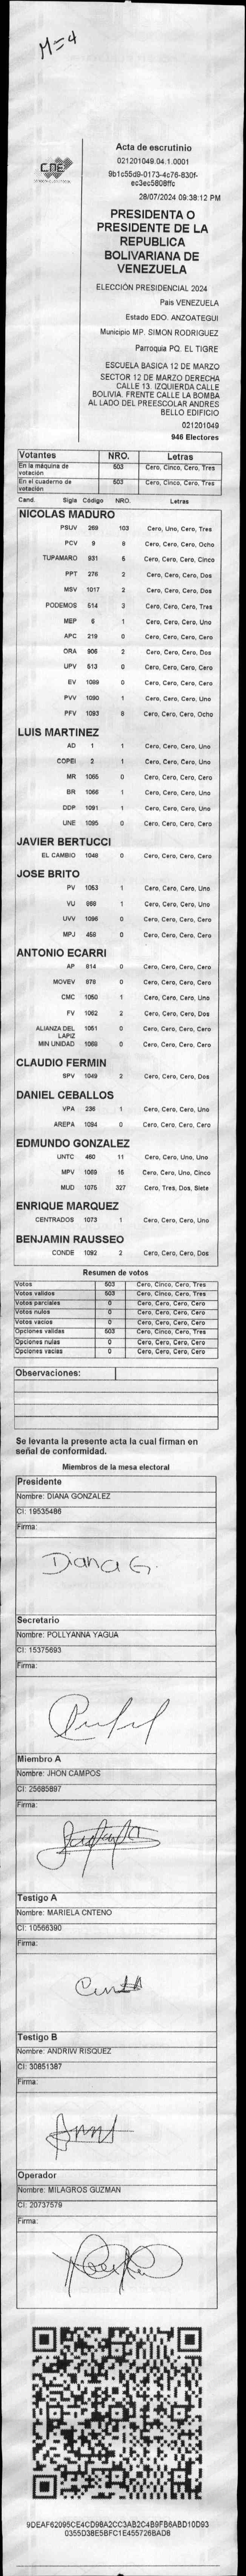 M=4
CNE
Acta de escrutinio
021201049.04.1.0001
9b1c55d9-0173-4c76-830f-
ec3ec5808ffc
28/07/2024 09:38:12 PM
PRESIDENTA O
PRESIDENTE DE LA
REPUBLICA
BOLIVARIANA DE
VENEZUELA
ELECCIÓN PRESIDENCIAL 2024
Pais VENEZUELA
Estado EDO. ANZOATEGUI
Municipio MP. SIMON RODRIGUEZ
Parroquia PQ. EL TIGRE
ESCUELA BASICA 12 DE MARZO
SECTOR 12 DE MARZO DERECHA
CALLE 13. IZQUIERDA CALLE
BOLIVIA. FRENTE CALLE LA BOMBA
AL LADO DEL PREESCOLAR ANDRES
BELLO EDIFICIO
021201049
946 Electores
Votantes NRO. Letras
En la máquina de votación 503 Cero, Cinco, Cero, Tres
En el cuaderno de votación 503 Cero, Cinco, Cero, Tres
Cand. Sigla Código NRO. Letras
NICOLAS MADURO
PSUV 269 103 Cero, Uno, Cero, Tres
PCV 9 8 Cero, Cero, Cero, Ocho
TUPAMARO 931 5 Cero, Cero, Cero, Cinco
PPT 276 2 Cero, Cero, Cero, Dos
MSV 1017 2 Cero, Cero, Cero, Dos
PODEMOS 514 3 Cero, Cero, Cero, Tres
MEP 6 1 Cero, Cero, Cero, Uno
APC 219 0 Cero, Cero, Cero, Cero
ORA 906 2 Cero, Cero, Cero, Dos
UPV 513 0 Cero, Cero, Cero, Cero
EV 1089 0 Cero, Cero, Cero, Cero
PVV 1090 1 Cero, Cero, Cero, Uno
PFV 1093 8 Cero, Cero, Cero, Ocho
LUIS MARTINEZ
AD 1 1 Cero, Cero, Cero, Uno
COPEI 2 1 Cero, Cero, Cero, Uno
MR 1065 0 Cero, Cero, Cero, Cero
BR 1066 1 Cero, Cero, Cero, Uno
DDP 1091 1 Cero, Cero, Cero, Uno
UNE 1095 0 Cero, Cero, Cero, Cero
JAVIER BERTUCCI
EL CAMBIO 1048 0 Cero, Cero, Cero, Cero
JOSE BRITO
PV 1053 1 Cero, Cero, Cero, Uno
VU 988 1 Cero, Cero, Cero, Uno
UVV 1096 0 Cero, Cero, Cero, Cero
MPJ 458 0 Cero, Cero, Cero, Cero
ANTONIO ECARRI
AP 814 0 Cero, Cero, Cero, Cero
MOVEV 978 0 Cero, Cero, Cero, Cero
CMC 1050 1 Cero, Cero, Cero, Uno
FV 1062 2 Cero, Cero, Cero, Dos
ALIANZA DEL LAPIZ 1051 0 Cero, Cero, Cero, Cero
MIN UNIDAD 1068 0 Cero, Cero, Cero, Cero
CLAUDIO FERMIN
SPV 1049 2 Cero, Cero, Cero, Dos
DANIEL CEBALLOS
VPA 236 1 Cero, Cero, Cero, Uno
AREPA 1094 0 Cero, Cero, Cero, Cero
EDMUNDO GONZALEZ
UNTC 460 11 Cero, Cero, Uno, Uno
MPV 1069 15 Cero, Cero, Uno, Cinco
MUD 1075 327 Cero, Tres, Dos, Siete
ENRIQUE MARQUEZ
CENTRADOS 1073 1 Cero, Cero, Cero, Uno
BENJAMIN RAUSSEO
CONDE 1092 2 Cero, Cero, Cero, Dos
Resumen de votos
Votos 503 Cero, Cinco, Cero, Tres
Votos validos 503 Cero, Cinco, Cero, Tres
Votos parciales 0 Cero, Cero, Cero, Cero
Votos nulos 0 Cero, Cero, Cero, Cero
Votos vacios 0 Cero, Cero, Cero, Cero
Opciones validas 503 Cero, Cinco, Cero, Tres
Opciones nulas 0 Cero, Cero, Cero, Cero
Opciones vacias 0 Cero, Cero, Cero, Cero
Observaciones:
Se levanta la presente acta la cual firman en
señal de conformidad.
Miembros de la mesa electoral
Presidente
Nombre: DIANA GONZALEZ
CI: 19535486
Firma:
Diana G.
Secretario
Nombre: POLLYANNA YAGUA
CI: 15375693
Firma:
Miembro A
Nombre: JHON CAMPOS
CI: 25685897
Firma:
Testigo A
Nombre: MARIELA CNTENO
CI: 10566390
Firma:
Testigo B
Nombre: ANDRIW RISQUEZ
CI: 30851387
Firma:
Operador
Nombre: MILAGROS GUZMAN
CI: 20737579
Firma:
9DEAF62095CE4CD98A2CC3AB2C4B9FB6ABD10D93
0355D38E5BFC1E455726BAD8